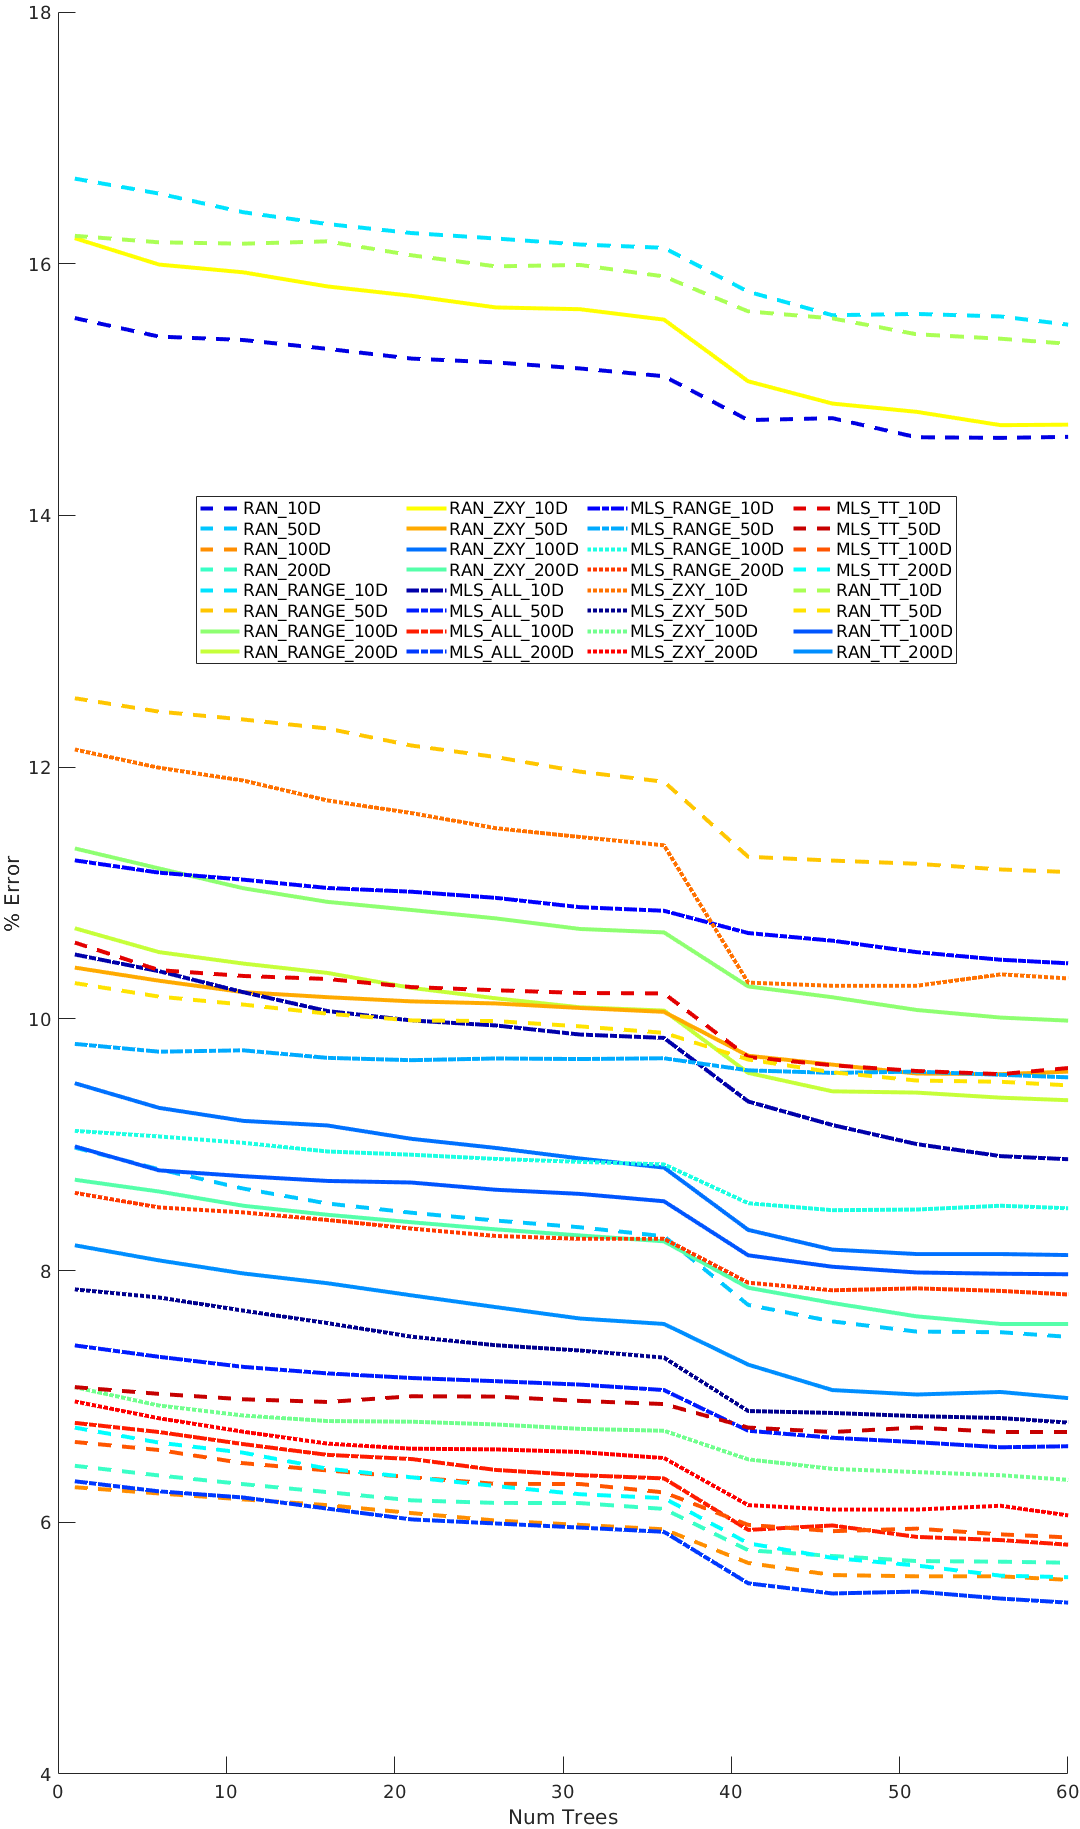 18
16
14
12
10
8
6
4
% Error
RAN_10D RAN_ZXY_10D MLS_RANGE_10D MLS_TT_10D
RAN_50D RAN_ZXY_50D MLS_RANGE_50D MLS_TT_50D
RAN_100D RAN_ZXY_100D MLS_RANGE_100D MLS_TT_100D
RAN_200D RAN_ZXY_200D MLS_RANGE_200D MLS_TT_200D
RAN_RANGE_10D MLS_ALL_10D MLS_ZXY_10D RAN_TT_10D
RAN_RANGE_50D MLS_ALL_50D MLS_ZXY_50D RAN_TT_50D
RAN_RANGE_100D MLS_ALL_100D MLS_ZXY_100D RAN_TT_100D
RAN_RANGE_200D MLS_ALL_200D MLS_ZXY_200D RAN_TT_200D
0 10 20 30 40 50 60
Num Trees